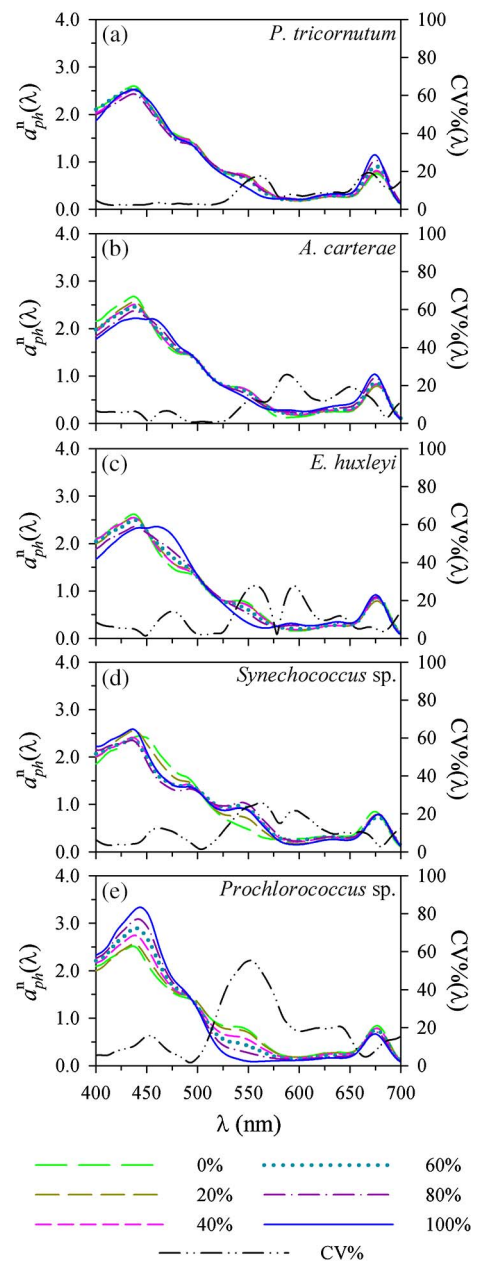 (a) P. tricornutum
4.0 3.0 2.0 1.0 0.0
aⁿph(λ)
100 80 60 40 20 0
CV%(λ)
(b) A. carterae
4.0 3.0 2.0 1.0 0.0
aⁿph(λ)
100 80 60 40 20 0
CV%(λ)
(c) E. huxleyi
4.0 3.0 2.0 1.0 0.0
aⁿph(λ)
100 80 60 40 20 0
CV%(λ)
(d) Synechococcus sp.
4.0 3.0 2.0 1.0 0.0
aⁿph(λ)
100 80 60 40 20 0
CV%(λ)
(e) Prochlorococcus sp.
4.0 3.0 2.0 1.0 0.0
aⁿph(λ)
100 80 60 40 20 0
CV%(λ)
400 450 500 550 600 650 700
λ (nm)
0% 60%
20% 80%
40% 100%
CV%